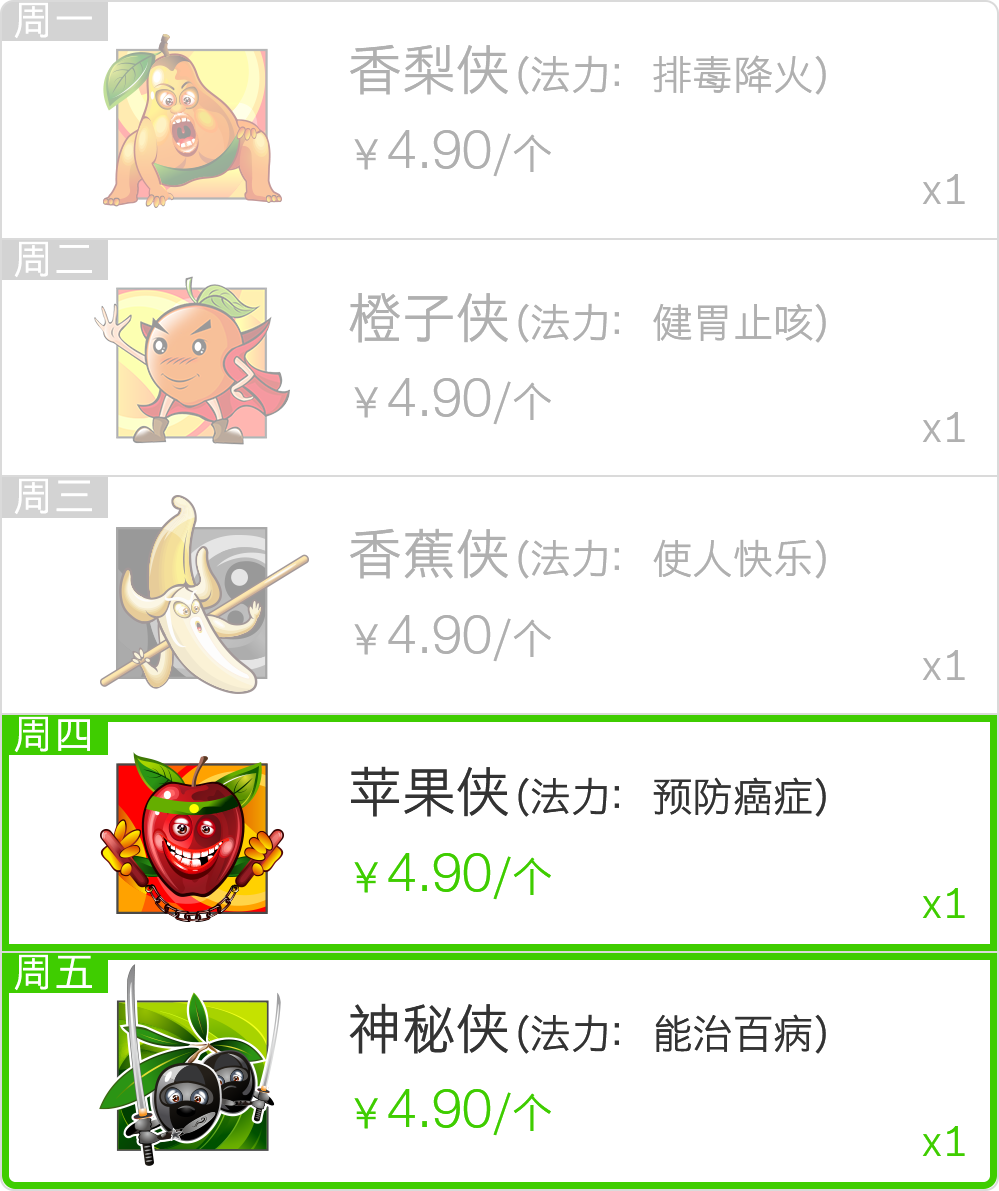 周一
香梨侠(法力: 排毒降火)
￥4.90/个
x1
周二
橙子侠(法力: 健胃止咳)
￥4.90/个
x1
周三
香蕉侠(法力: 使人快乐)
￥4.90/个
x1
周四
苹果侠(法力: 预防癌症)
￥4.90/个
x1
周五
神秘侠(法力: 能治百病)
￥4.90/个
x1